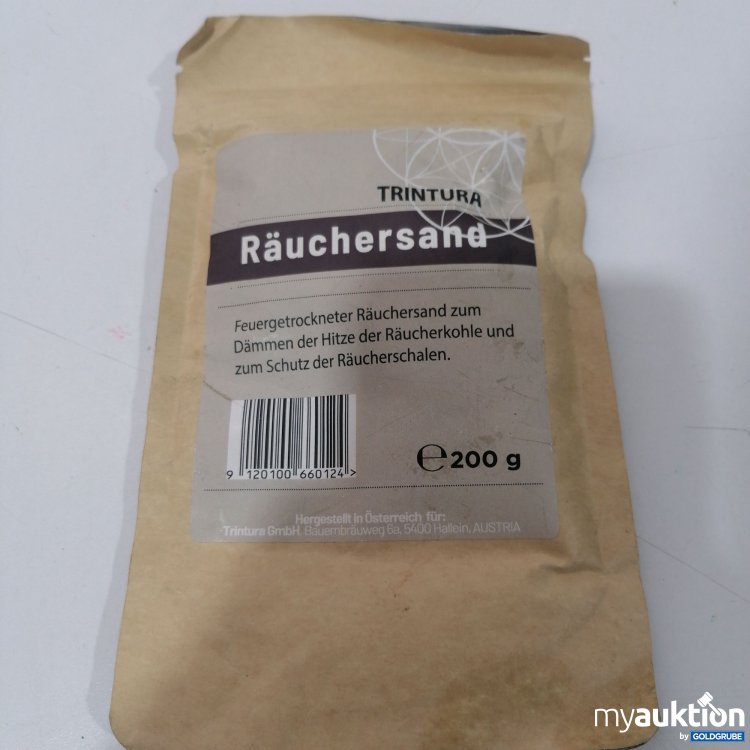 TRINTURA
Räuchersand
Feuergetrockneter Räuchersand zum
Dämmen der Hitze der Räucherkohle und
zum Schutz der Räucherschalen.
9 120100 660124 >
℮200 g
Hergestellt in Österreich für:
Trintura GmbH, Bauernbräuweg 6a, 5400 Hallein, AUSTRIA
myauktion
by GOLDGRUBE